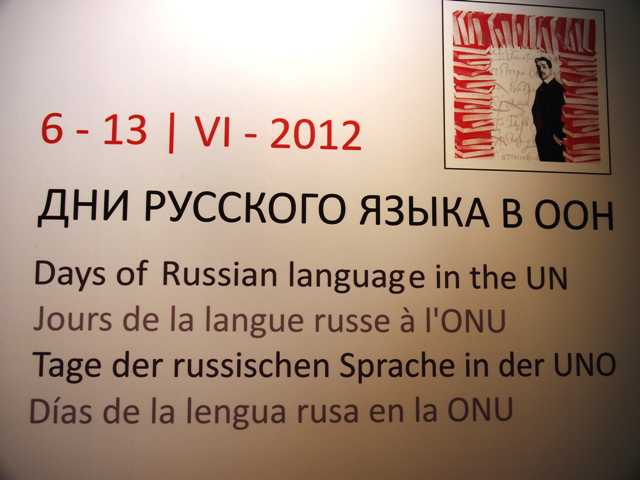 6 - 13 | VI - 2012
ДНИ РУССКОГО ЯЗЫКА В ООН
Days of Russian language in the UN
Jours de la langue russe à l'ONU
Tage der russischen Sprache in der UNO
Días de la lengua rusa en la ONU